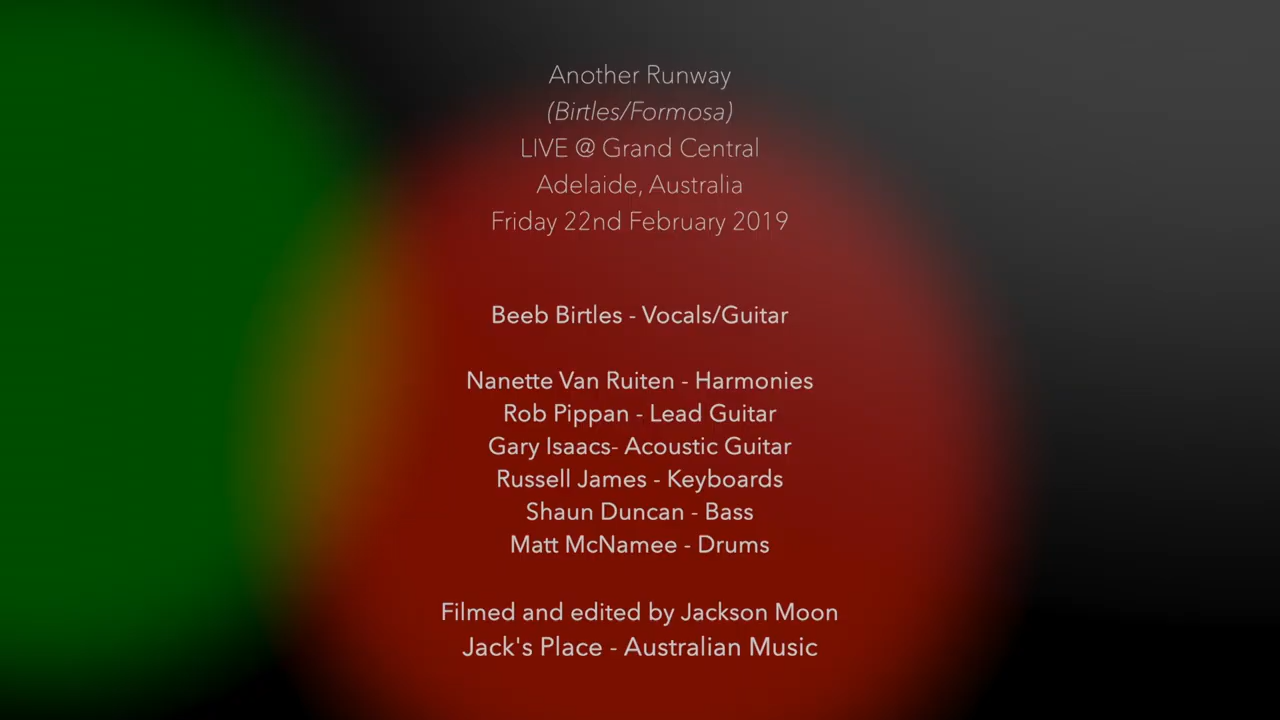 Another Runway
(Birtles/Formosa)
LIVE @ Grand Central
Adelaide, Australia
Friday 22nd February 2019
Beeb Birtles - Vocals/Guitar
Nanette Van Ruiten - Harmonies
Rob Pippan - Lead Guitar
Gary Isaacs- Acoustic Guitar
Russell James - Keyboards
Shaun Duncan - Bass
Matt McNamee - Drums
Filmed and edited by Jackson Moon
Jack's Place - Australian Music